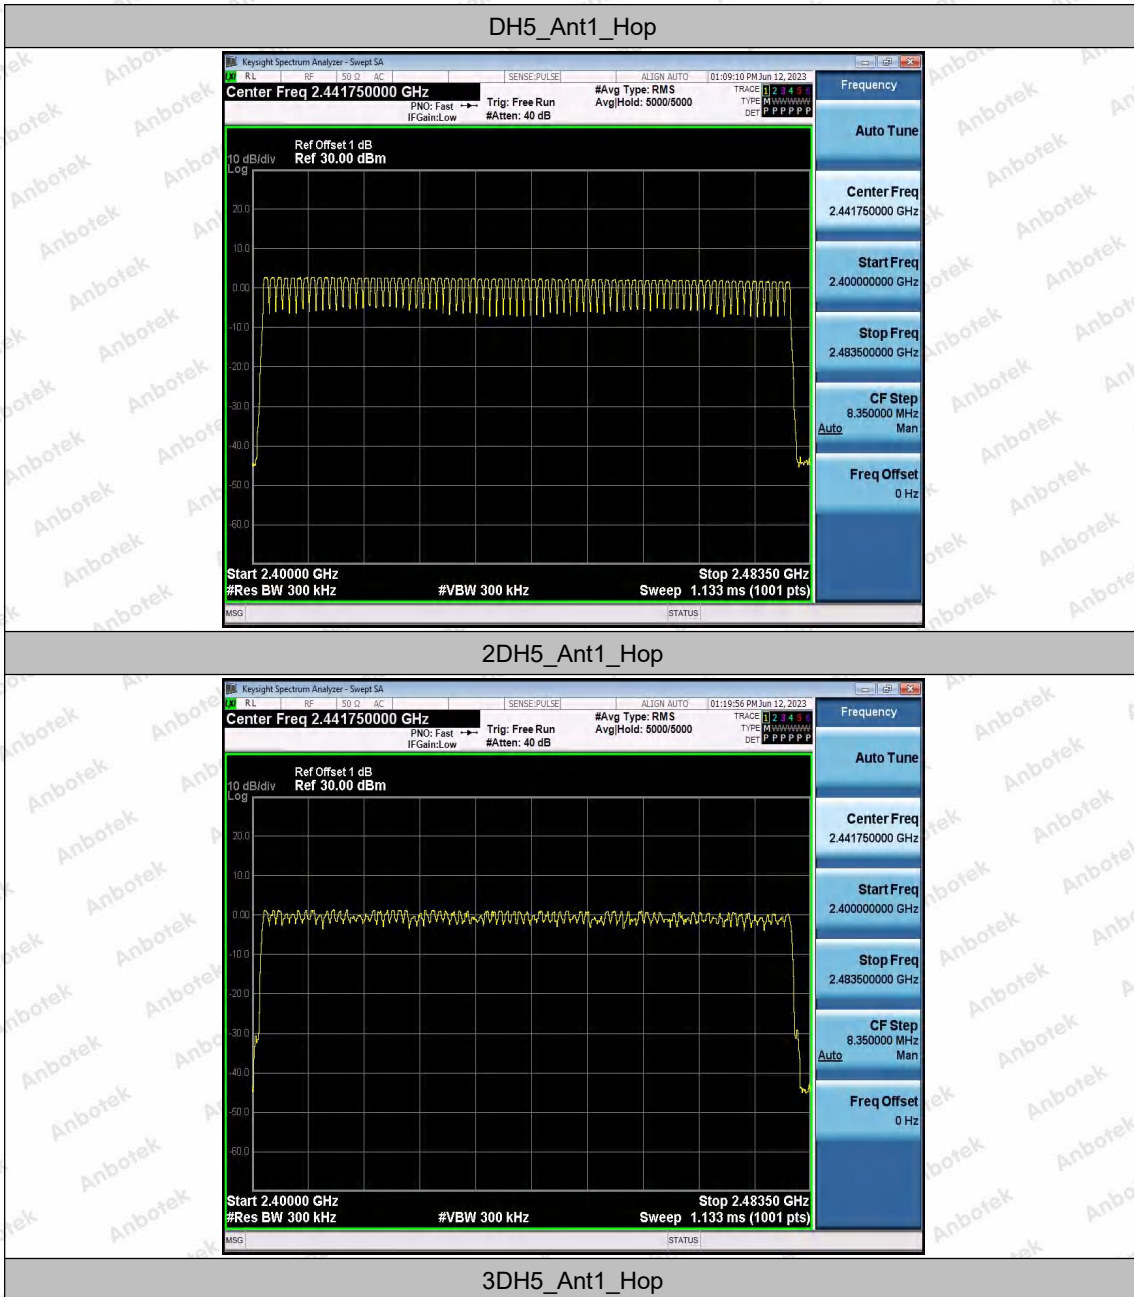 DH5_Ant1_Hop
Keysight Spectrum Analyzer - Swept SA
RL RF 50 Ω AC SENSE:PULSE ALIGN AUTO 01:09:10 PM Jun 12, 2023
Center Freq 2.441750000 GHz #Avg Type: RMS TRACE 1 2 3 4 5 6
PNO: Fast Trig: Free Run Avg|Hold: 5000/5000 TYPE M WWWWW
IFGain:Low #Atten: 40 dB DET P P P P P P
Frequency
Auto Tune
Ref Offset 1 dB
10 dB/div Ref 30.00 dBm
Log
20.0
10.0
0.00
-10.0
-20.0
-30.0
-40.0
-50.0
-60.0
Center Freq
2.441750000 GHz
Start Freq
2.400000000 GHz
Stop Freq
2.483500000 GHz
CF Step
8.350000 MHz
Auto Man
Freq Offset
0 Hz
Start 2.40000 GHz Stop 2.48350 GHz
#Res BW 300 kHz #VBW 300 kHz Sweep 1.133 ms (1001 pts)
MSG STATUS
2DH5_Ant1_Hop
Keysight Spectrum Analyzer - Swept SA
RL RF 50 Ω AC SENSE:PULSE ALIGN AUTO 01:19:56 PM Jun 12, 2023
Center Freq 2.441750000 GHz #Avg Type: RMS TRACE 1 2 3 4 5 6
PNO: Fast Trig: Free Run Avg|Hold: 5000/5000 TYPE M WWWWW
IFGain:Low #Atten: 40 dB DET P P P P P P
Frequency
Auto Tune
Ref Offset 1 dB
10 dB/div Ref 30.00 dBm
Log
20.0
10.0
0.00
-10.0
-20.0
-30.0
-40.0
-50.0
-60.0
Center Freq
2.441750000 GHz
Start Freq
2.400000000 GHz
Stop Freq
2.483500000 GHz
CF Step
8.350000 MHz
Auto Man
Freq Offset
0 Hz
Start 2.40000 GHz Stop 2.48350 GHz
#Res BW 300 kHz #VBW 300 kHz Sweep 1.133 ms (1001 pts)
MSG STATUS
3DH5_Ant1_Hop